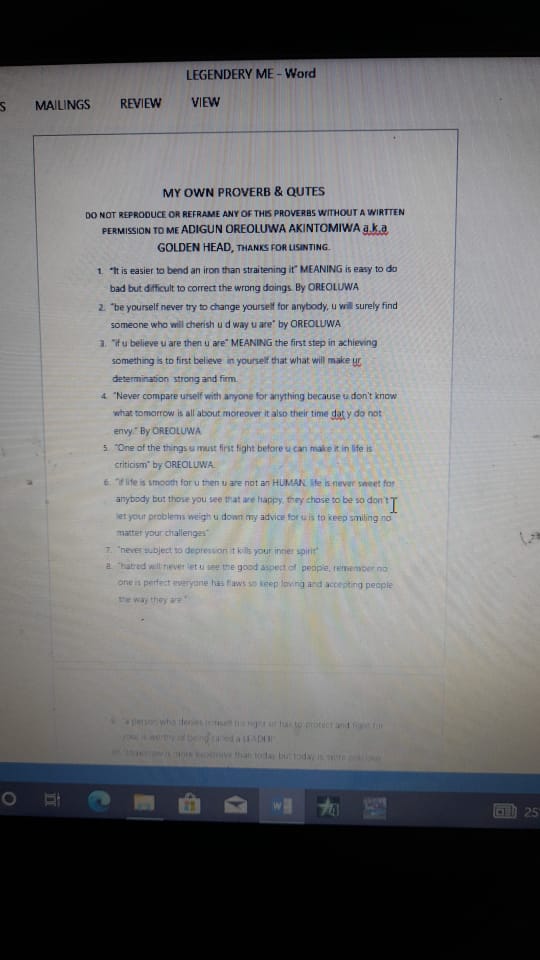 LEGENDERY ME - Word
S MAILINGS REVIEW VIEW
MY OWN PROVERB & QUTES
DO NOT REPRODUCE OR REFRAME ANY OF THIS PROVERBS WITHOUT A WIRTTEN
PERMISSION TO ME ADIGUN OREOLUWA AKINTOMIWA a.k.a
GOLDEN HEAD, THANKS FOR LISINTING.
1. "It is easier to bend an iron than straitening it" MEANING is easy to do
bad but difficult to correct the wrong doings. By OREOLUWA
2. "be yourself never try to change yourself for anybody, u will surely find
someone who will cherish u d way u are" by OREOLUWA
3. "if u believe u are then u are" MEANING the first step in achieving
something is to first believe in yourself that what will make ur
determination strong and firm.
4. "Never compare urself with anyone for anything because u don't know
what tomorrow is all about moreover it also their time dat y do not
envy." By OREOLUWA
5. "One of the things u must first fight before u can make it in life is
criticism" by OREOLUWA.
6. "if life is smooth for u then u are not an HUMAN, life is never sweet for
anybody but those you see that are happy, they chose to be so don't
let your problems weigh u down my advice for u is to keep smiling no
matter your challenges"
7. "never subject to depression it kills your inner spirit"
8. "hatred will never let u see the good aspect of people, remember no
one is perfect everyone has flaws so keep loving and accepting people
the way they are"
9. "a person who denies himself his right to protect and fight for
your is worthy of being called a LEADER"
than today but today is more
25